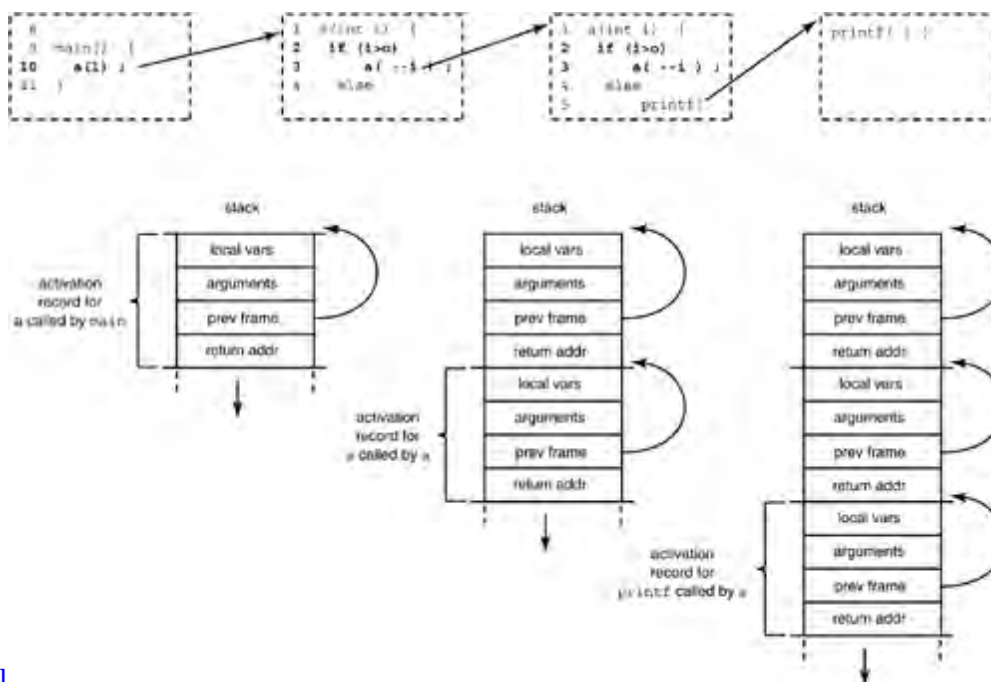 8
9 main() {
10 a(1) ;
11 }
1 a(int i) {
2 if (i>o)
3 a( --i ) ;
4 else
1 a(int i) {
2 if (i>o)
3 a( --i ) ;
4 else
5 printf(
printf( ) )
stack
local vars
arguments
prev frame
return addr
activation
record for
a called by main
stack
local vars
arguments
prev frame
return addr
local vars
arguments
prev frame
return addr
activation
record for
a called by a
stack
local vars
arguments
prev frame
return addr
local vars
arguments
prev frame
return addr
local vars
arguments
prev frame
return addr
activation
record for
printf called by a
]